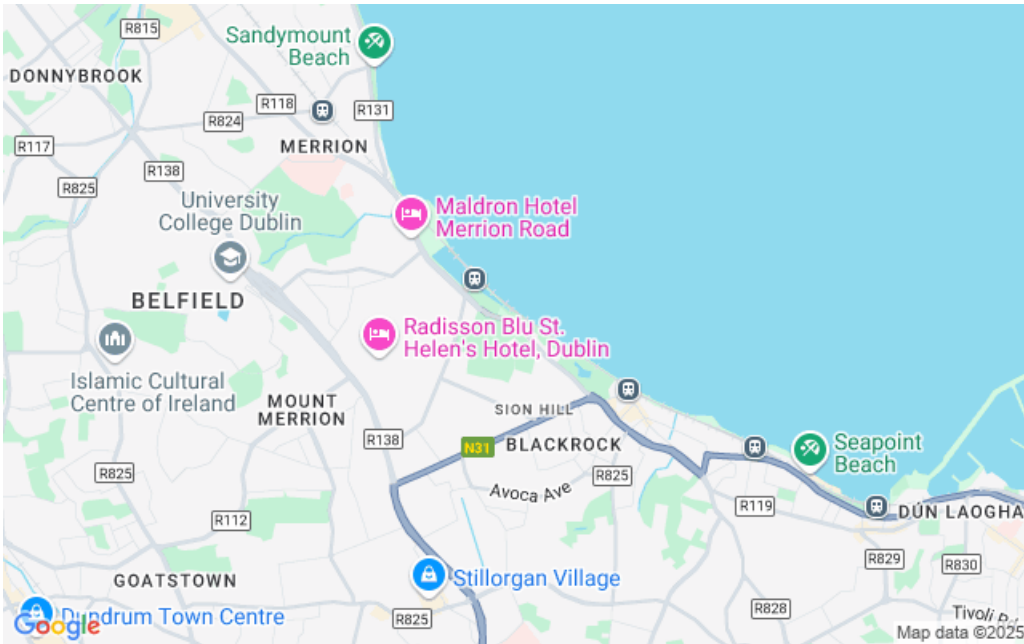 R815
Sandymount
Beach
DONNYBROOK
R118
R131
R824
MERRION
R117
R138
R825
University
College Dublin
Maldron Hotel
Merrion Road
BELFIELD
Radisson Blu St.
Helen's Hotel, Dublin
Islamic Cultural
Centre of Ireland
MOUNT
MERRION
SION HILL
R138
N31
BLACKROCK
Seapoint
Beach
R825
R825
Avoca Ave
R119
R112
DÚN LAOGHA
R829
R830
GOATSTOWN
Stillorgan Village
Dundrum Town Centre
R825
R828
Tivoli Rd
Google
Map data ©2025